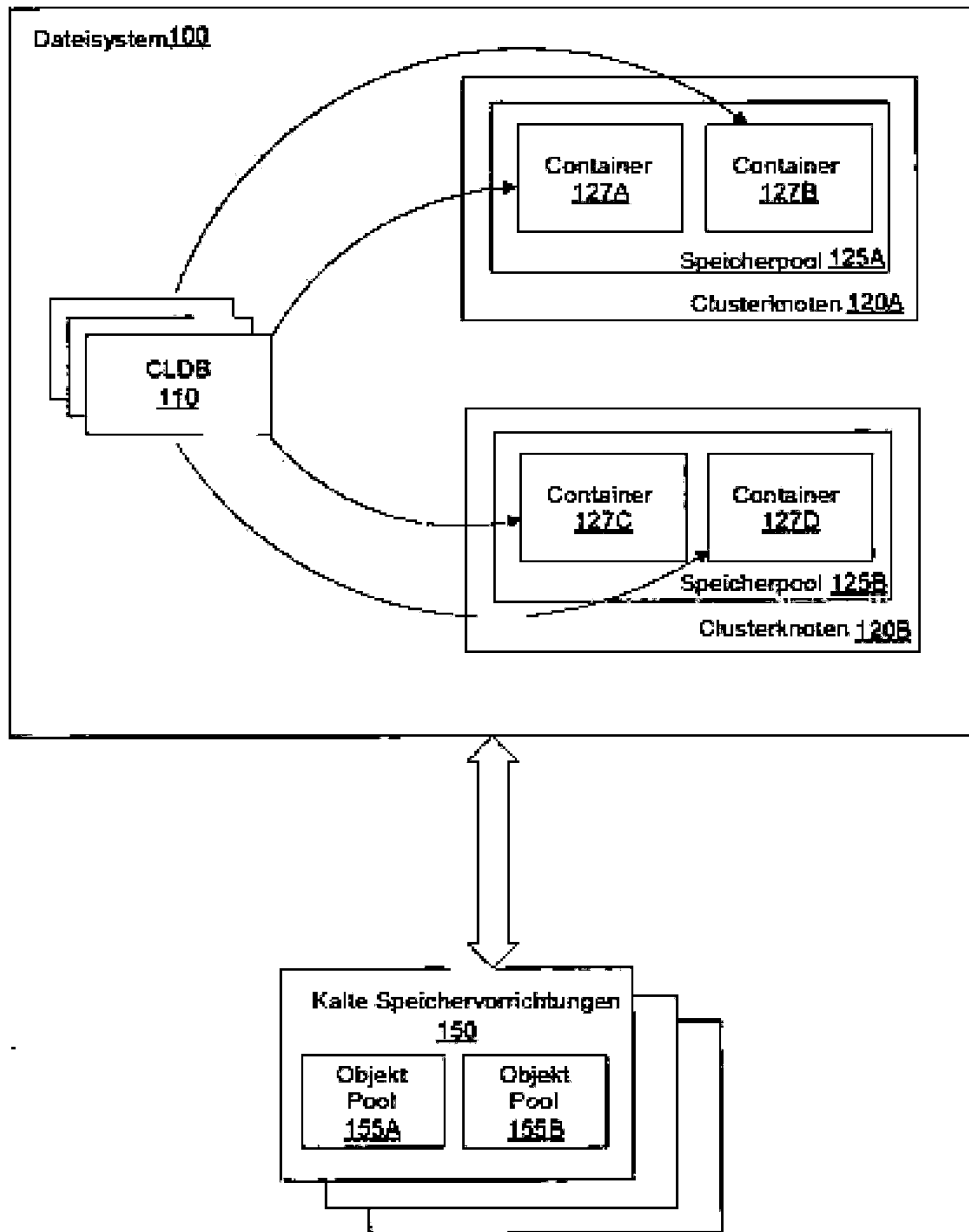 Dateisystem 100
Container
127A
Container
127B
Speicherpool 125A
Clusterknoten 120A
CLDB
110
Container
127C
Container
127D
Speicherpool 125B
Clusterknoten 120B
Kalte Speichervorrichtungen
150
Objekt
Pool
155A
Objekt
Pool
155B